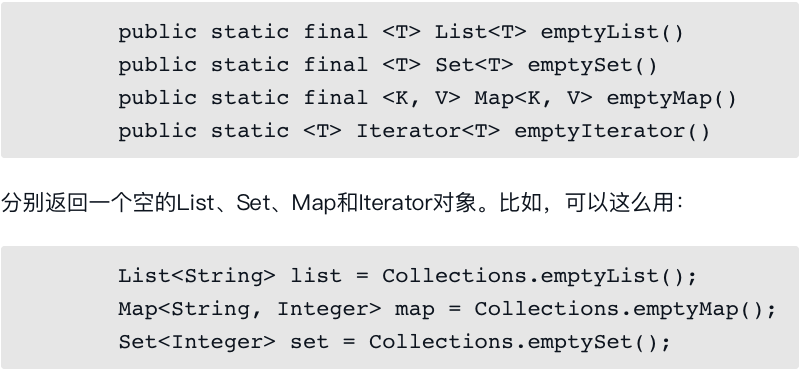 public static final <T> List<T> emptyList()
public static final <T> Set<T> emptySet()
public static final <K, V> Map<K, V> emptyMap()
public static <T> Iterator<T> emptyIterator()
分别返回一个空的List、Set、Map和Iterator对象。比如，可以这么用：
List<String> list = Collections.emptyList();
Map<String, Integer> map = Collections.emptyMap();
Set<Integer> set = Collections.emptySet();